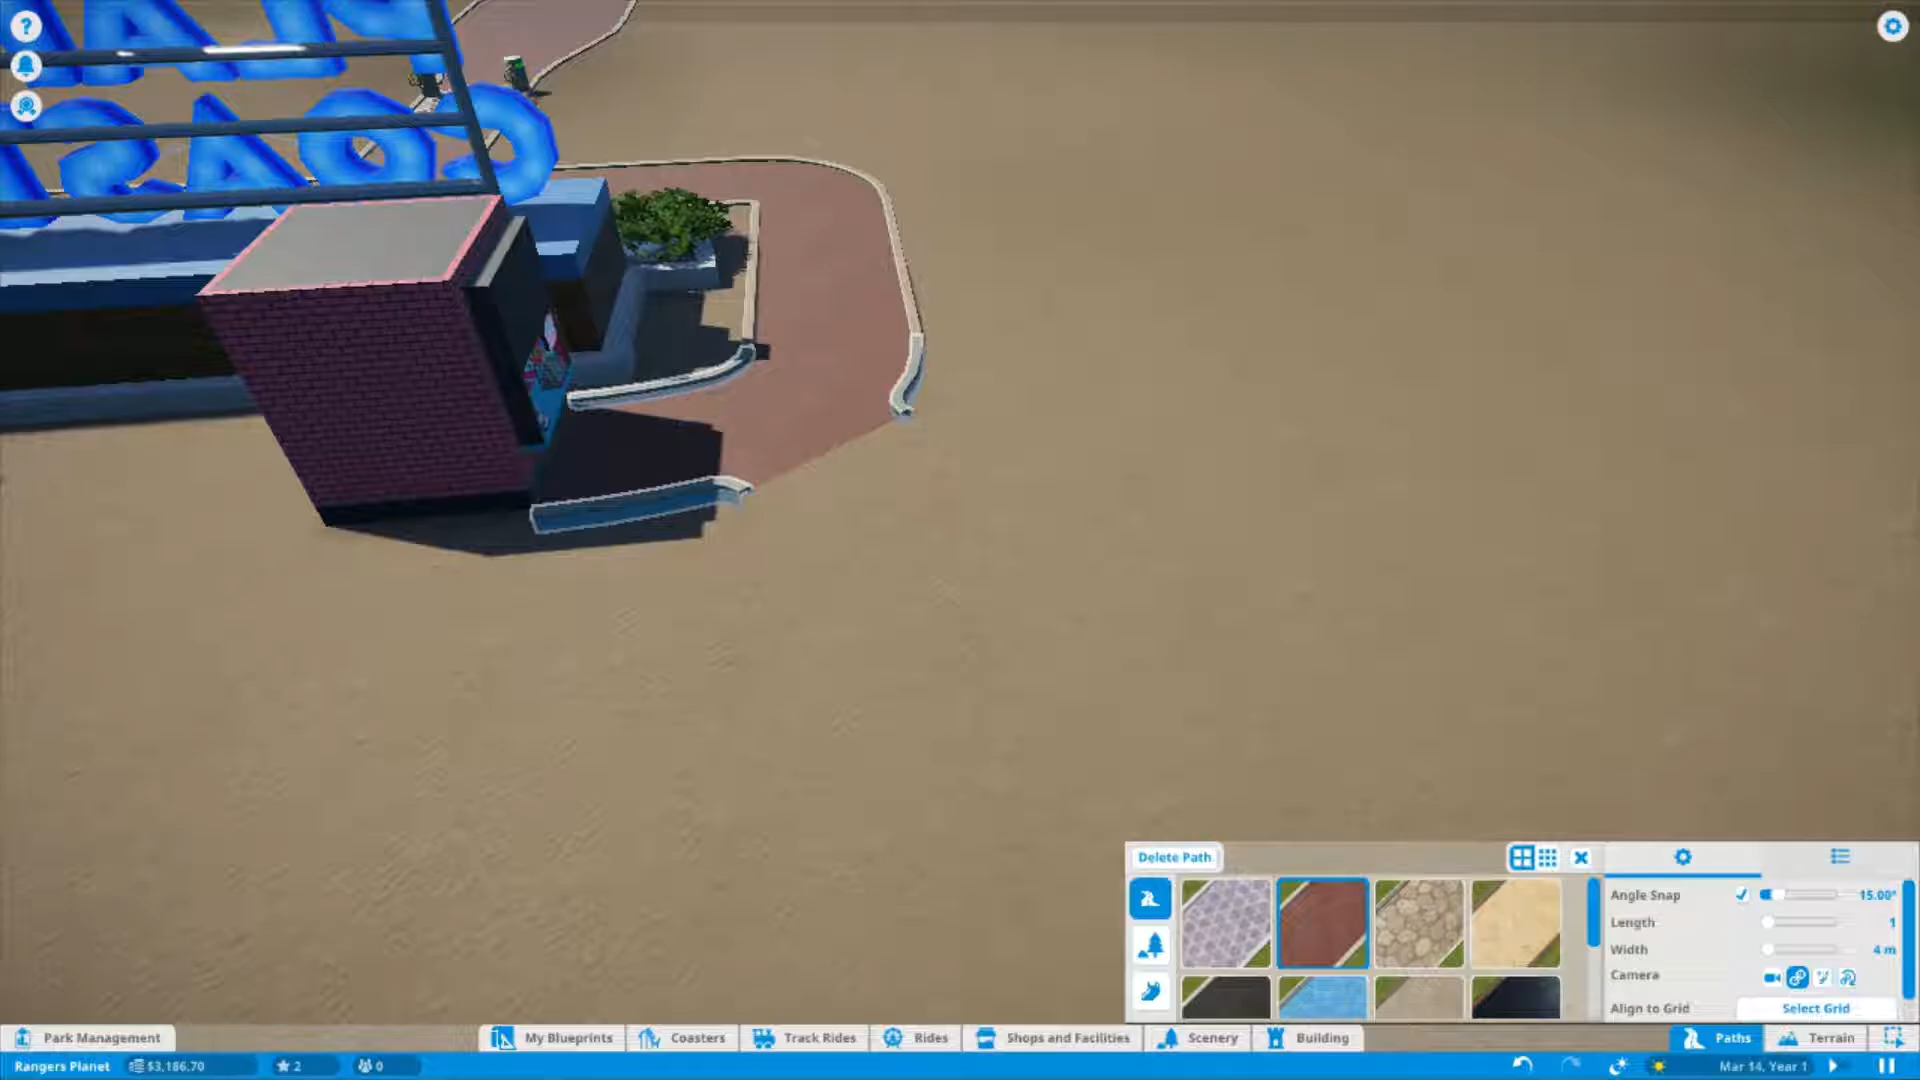 ?
PLAN
COAS
Delete Path
Angle Snap 15.00°
Length 1
Width 4 m
Camera
Align to Grid Select Grid
Park Management My Blueprints Coasters Track Rides Rides Shops and Facilities Scenery Building Paths Terrain
Rangers Planet $3,186.70 2 0 Mar 14, Year 1